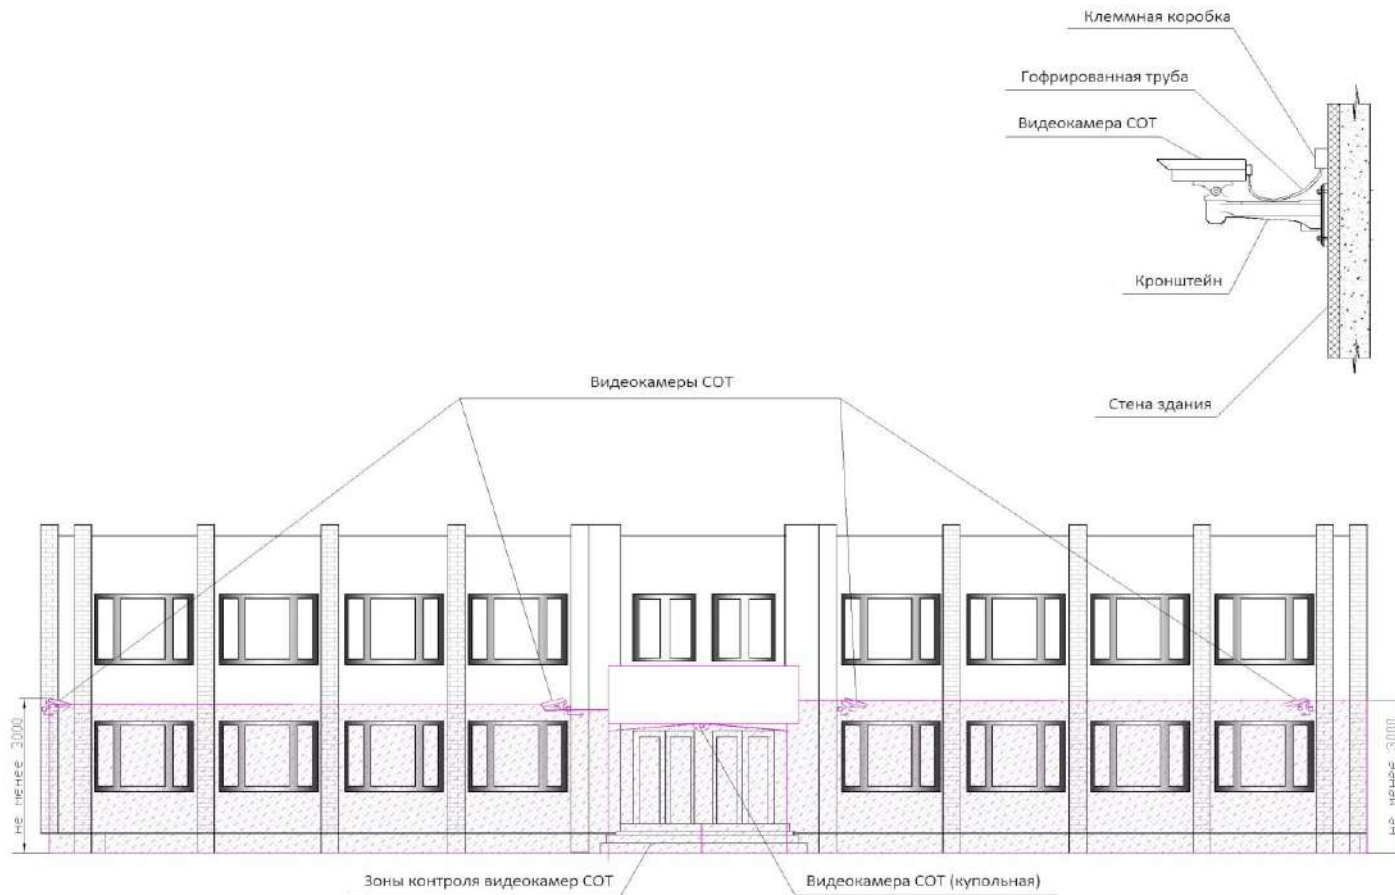 Клеммная коробка
Гофрированная труба
Видеокамера СОТ
Кронштейн
Видеокамеры СОТ
Стена здания
не менее 3000
не менее 3000
Зоны контроля видеокамер СОТ
Видеокамера СОТ (купольная)